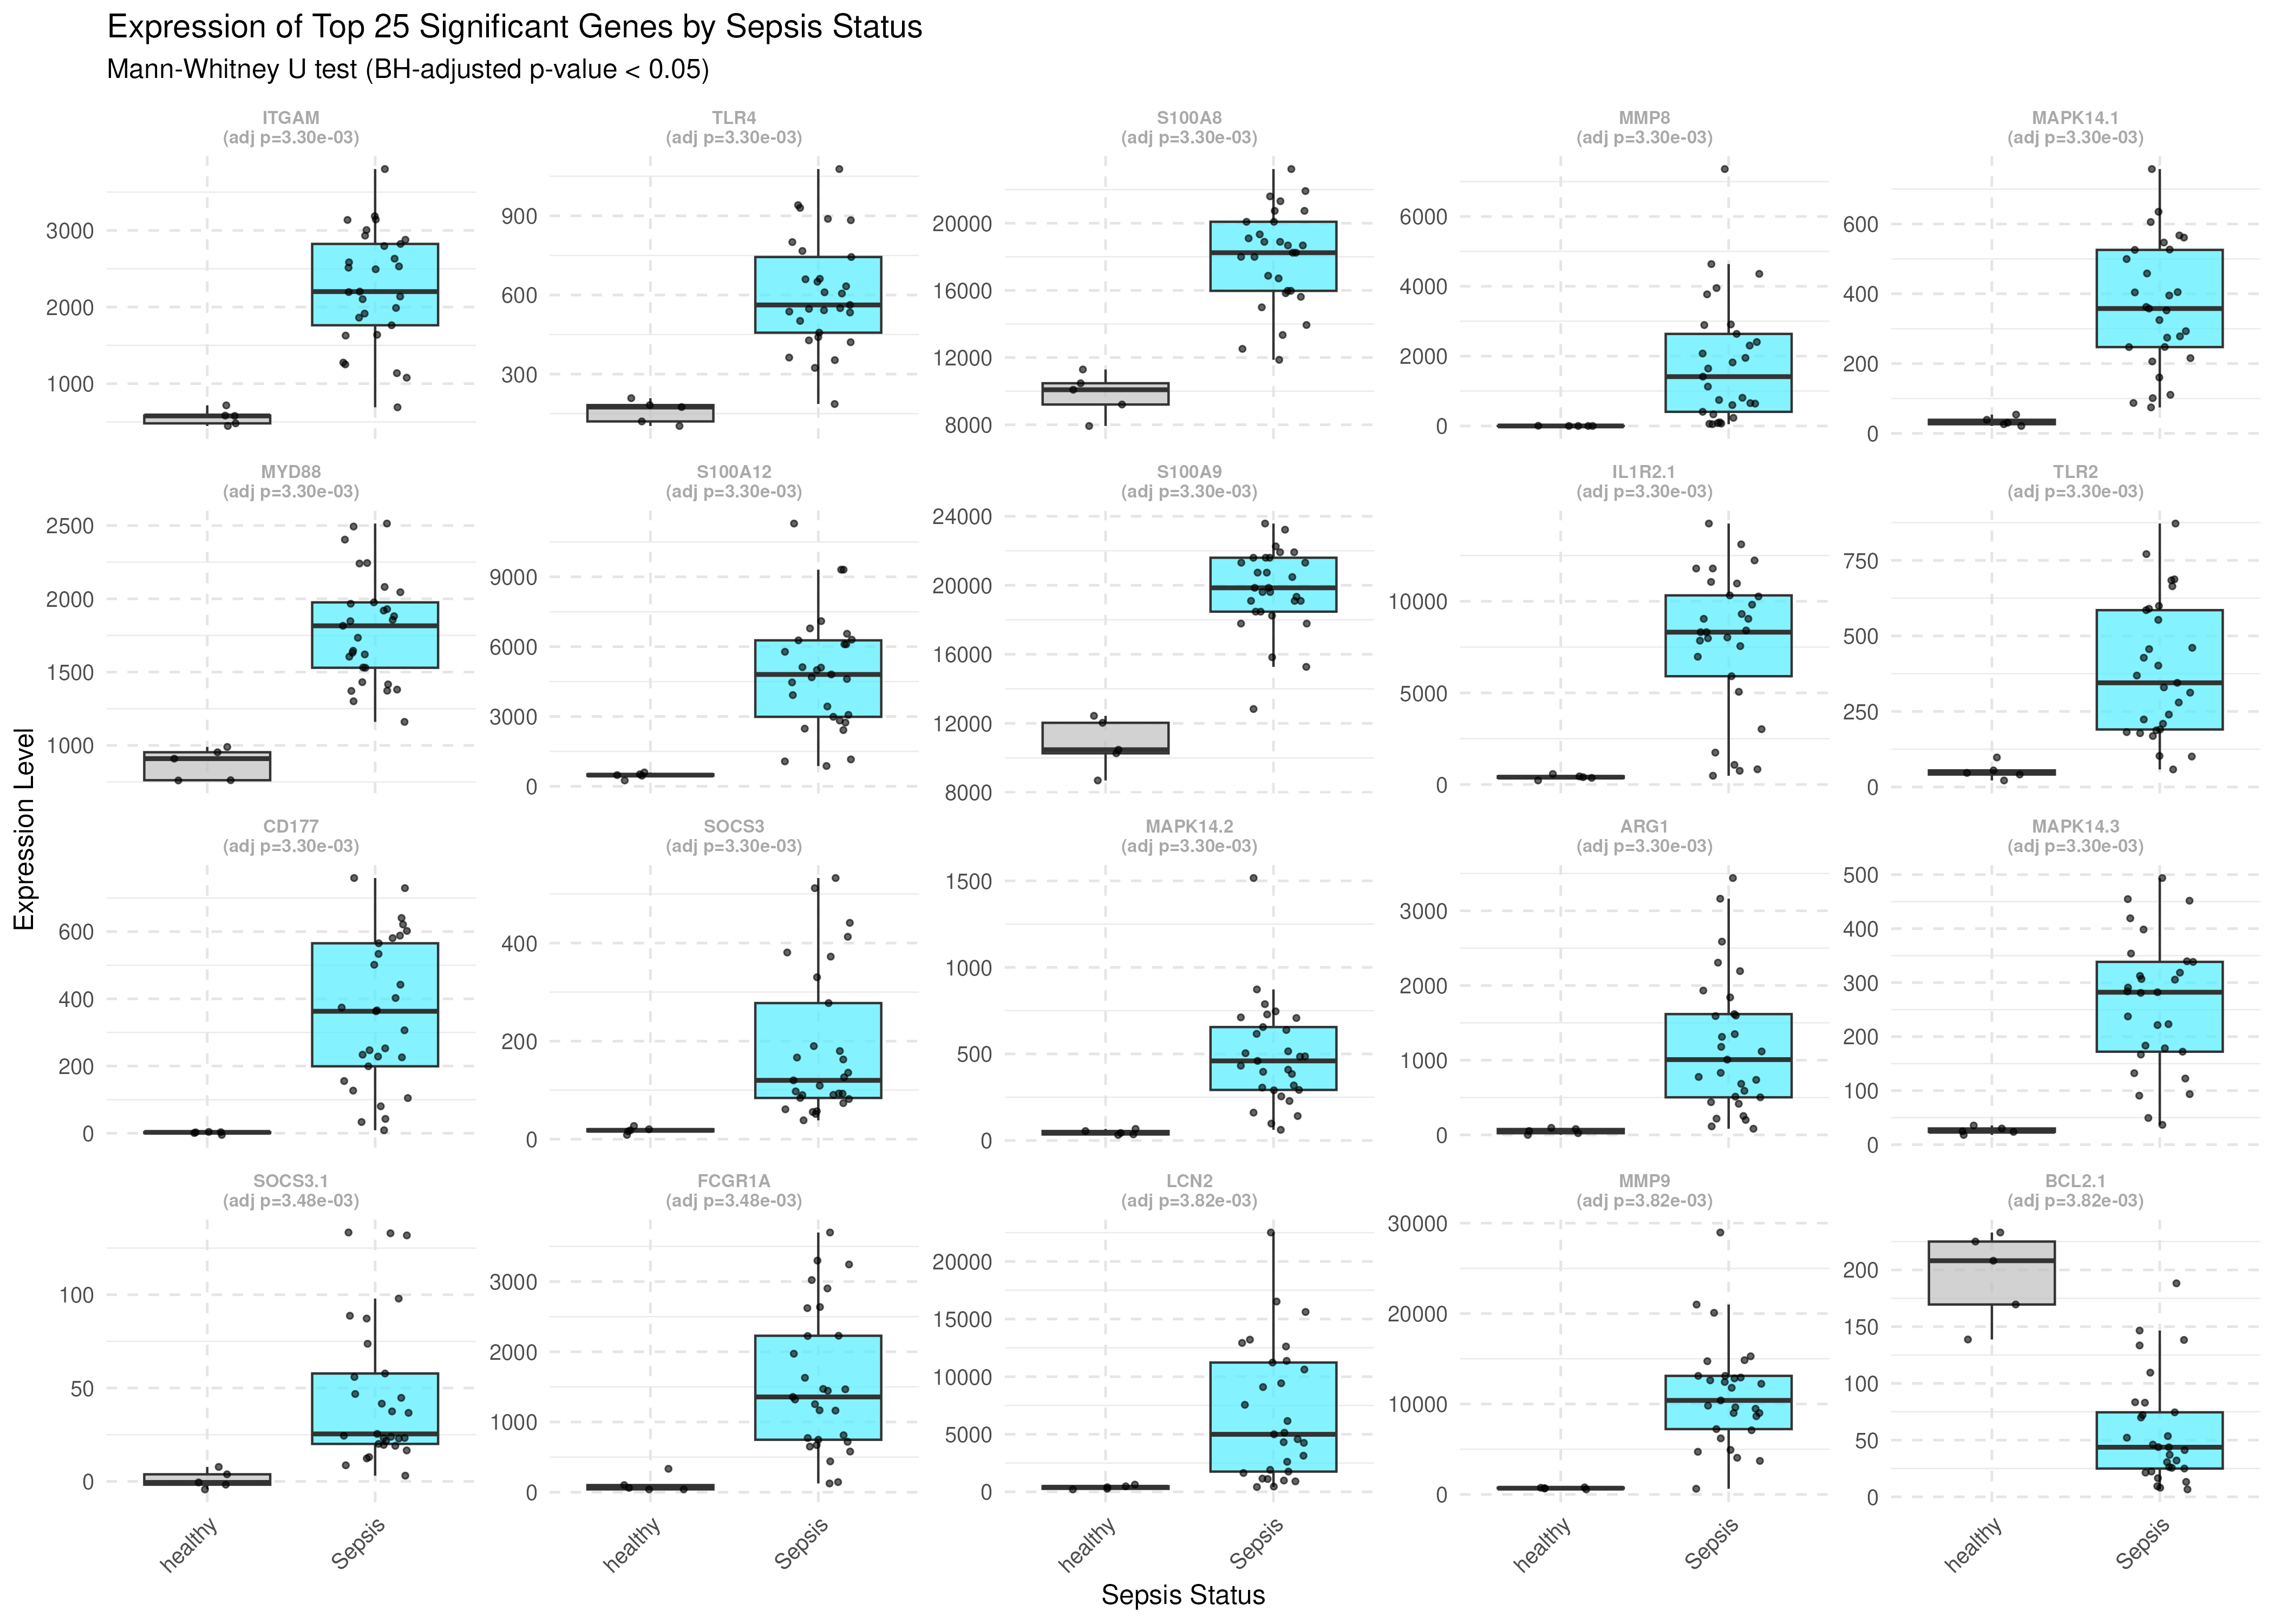 Expression of Top 25 Significant Genes by Sepsis Status
Mann-Whitney U test (BH-adjusted p-value < 0.05)
ITGAM
(adj p=3.30e-03)
3000
2000
1000
TLR4
(adj p=3.30e-03)
900
600
300
S100A8
(adj p=3.30e-03)
20000
16000
12000
8000
MMP8
(adj p=3.30e-03)
6000
4000
2000
0
MAPK14.1
(adj p=3.30e-03)
600
400
200
0
MYD88
(adj p=3.30e-03)
2500
2000
1500
1000
S100A12
(adj p=3.30e-03)
9000
6000
3000
0
S100A9
(adj p=3.30e-03)
24000
20000
16000
12000
8000
IL1R2.1
(adj p=3.30e-03)
10000
5000
0
TLR2
(adj p=3.30e-03)
750
500
250
0
Expression Level
CD177
(adj p=3.30e-03)
600
400
200
0
SOCS3
(adj p=3.30e-03)
400
200
0
MAPK14.2
(adj p=3.30e-03)
1500
1000
500
0
ARG1
(adj p=3.30e-03)
3000
2000
1000
0
MAPK14.3
(adj p=3.30e-03)
500
400
300
200
100
0
SOCS3.1
(adj p=3.48e-03)
100
50
0
FCGR1A
(adj p=3.48e-03)
3000
2000
1000
0
LCN2
(adj p=3.82e-03)
20000
15000
10000
5000
0
MMP9
(adj p=3.82e-03)
30000
20000
10000
0
BCL2.1
(adj p=3.82e-03)
200
150
100
50
0
healthy
Sepsis
healthy
Sepsis
healthy
Sepsis
healthy
Sepsis
healthy
Sepsis
Sepsis Status